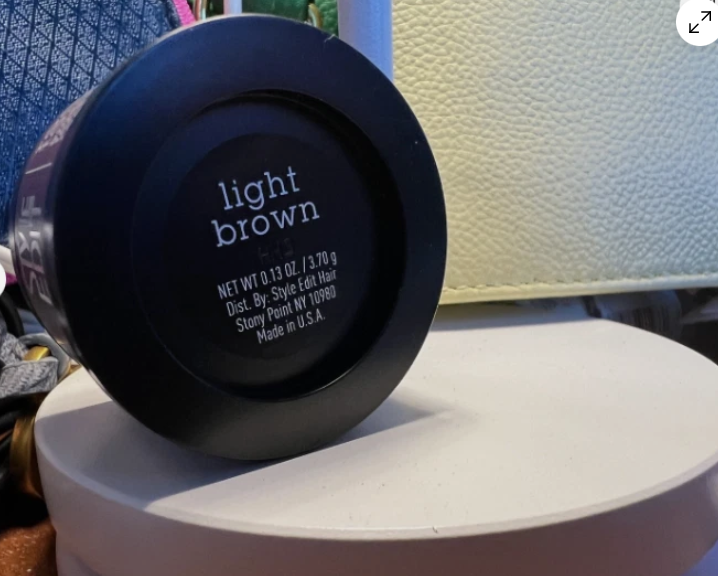 light
brown
NET WT 0.13 OZ. / 3.70 g
Dist. By: Style Edit Hair
Stony Point NY 10980
Made in U.S.A.